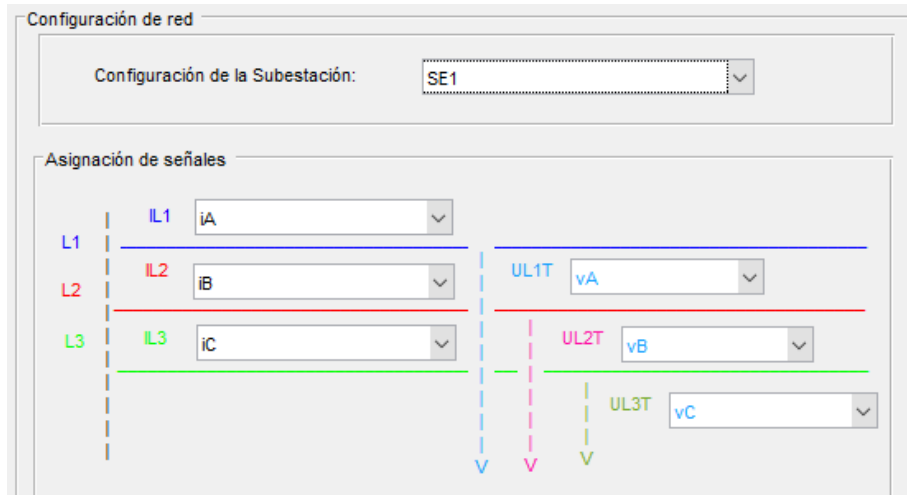 Configuración de red
Configuración de la Subestación: SE1
Asignación de señales
IL1 iA
L1
IL2 iB UL1T vA
L2
L3 IL3 iC UL2T vB
UL3T vC
V V V